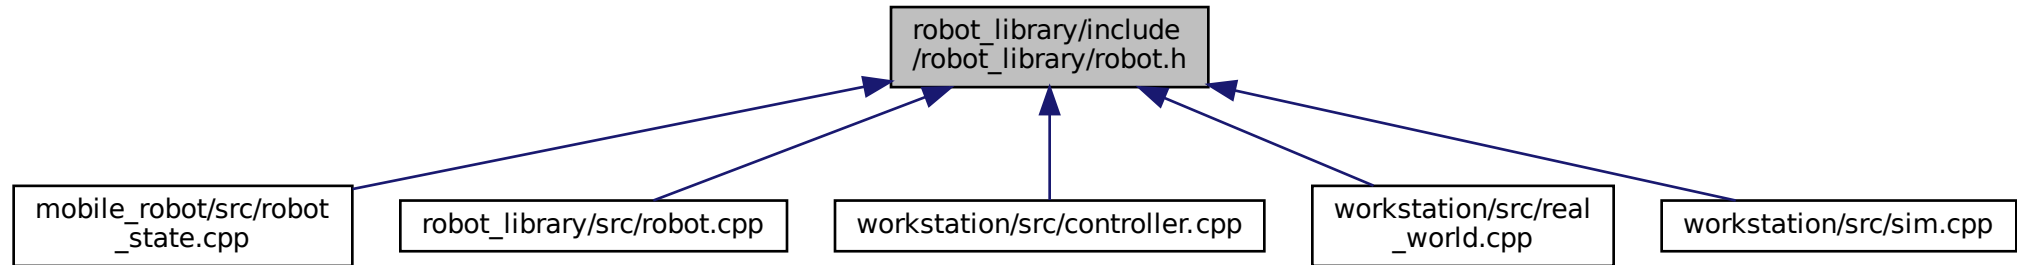 robot_library/include
/robot_library/robot.h
mobile_robot/src/robot
_state.cpp
robot_library/src/robot.cpp
workstation/src/controller.cpp
workstation/src/real
_world.cpp
workstation/src/sim.cpp